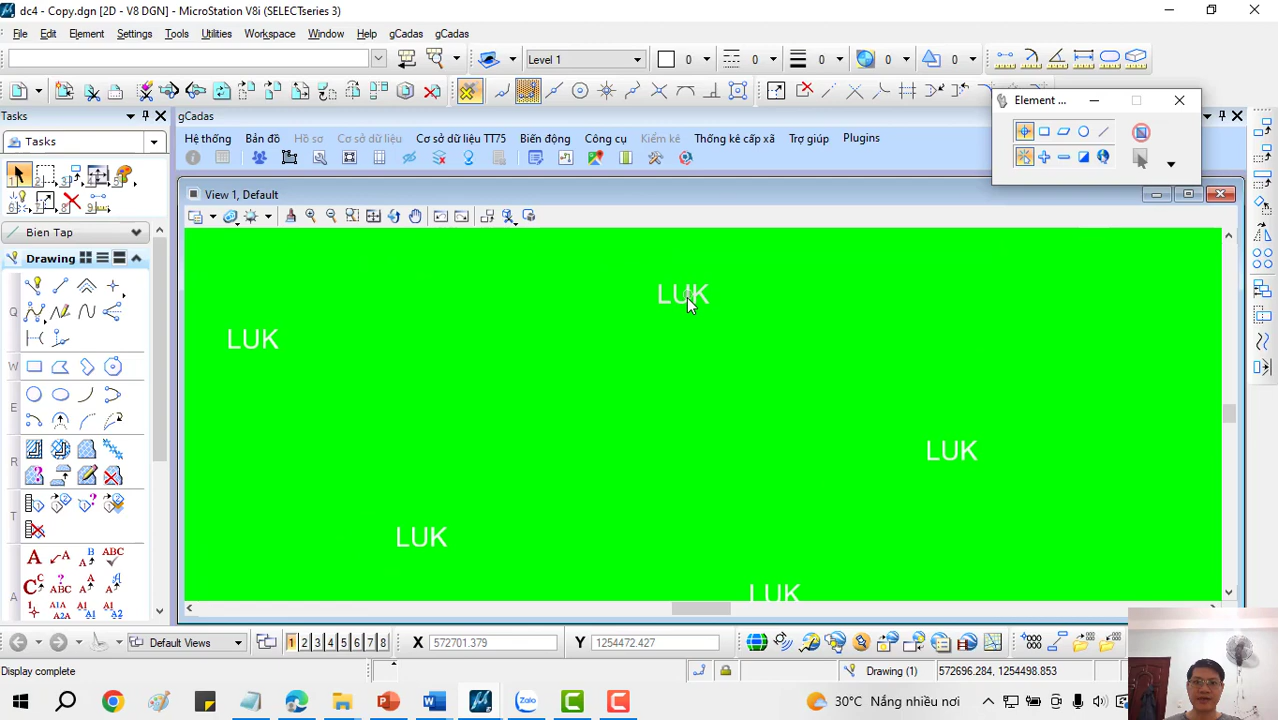 dc4 - Copy.dgn [2D - V8 DGN] - MicroStation V8i (SELECTseries 3)
File Edit Element Settings Tools Utilities Workspace Window Help gCadas gCadas
Level 1 0 0 0 0 0
Element ...
Tasks gCadas
Tasks Hệ thống Bản đồ Hồ sơ Cơ sở dữ liệu Cơ sở dữ liệu TT75 Biến động Công cụ Kiểm kê Thống kê cấp xã Trợ giúp Plugins
View 1, Default
Bien Tap
Drawing
Q
W
E
R
T
A
LUK
LUK
LUK
LUK
LUK
Default Views 1 2 3 4 5 6 7 8 X 572701.379 Y 1254472.427
Display complete Drawing (1) 572696.284, 1254498.853
Zalo 30°C Nắng nhiều nơi